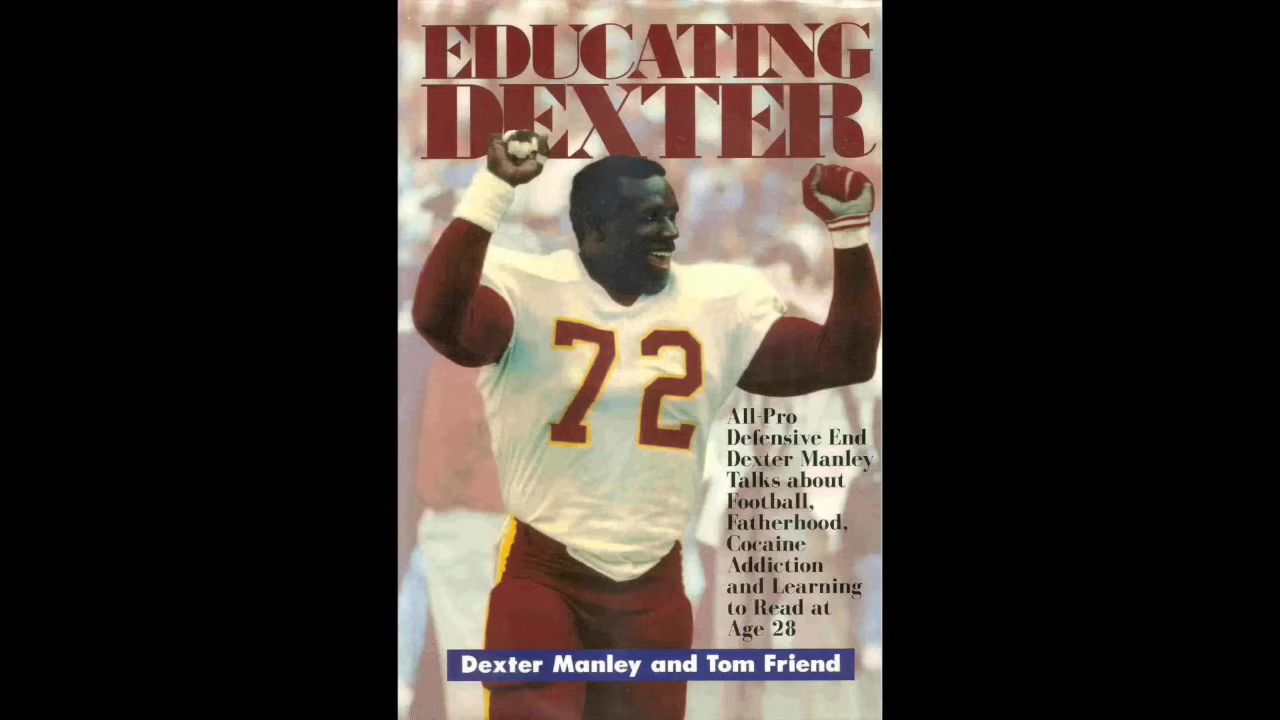 EDUCATING
DEXTER
72
All-Pro
Defensive End
Dexter Manley
Talks about
Football,
Fatherhood,
Cocaine
Addiction
and Learning
to Read at
Age 28
Dexter Manley and Tom Friend